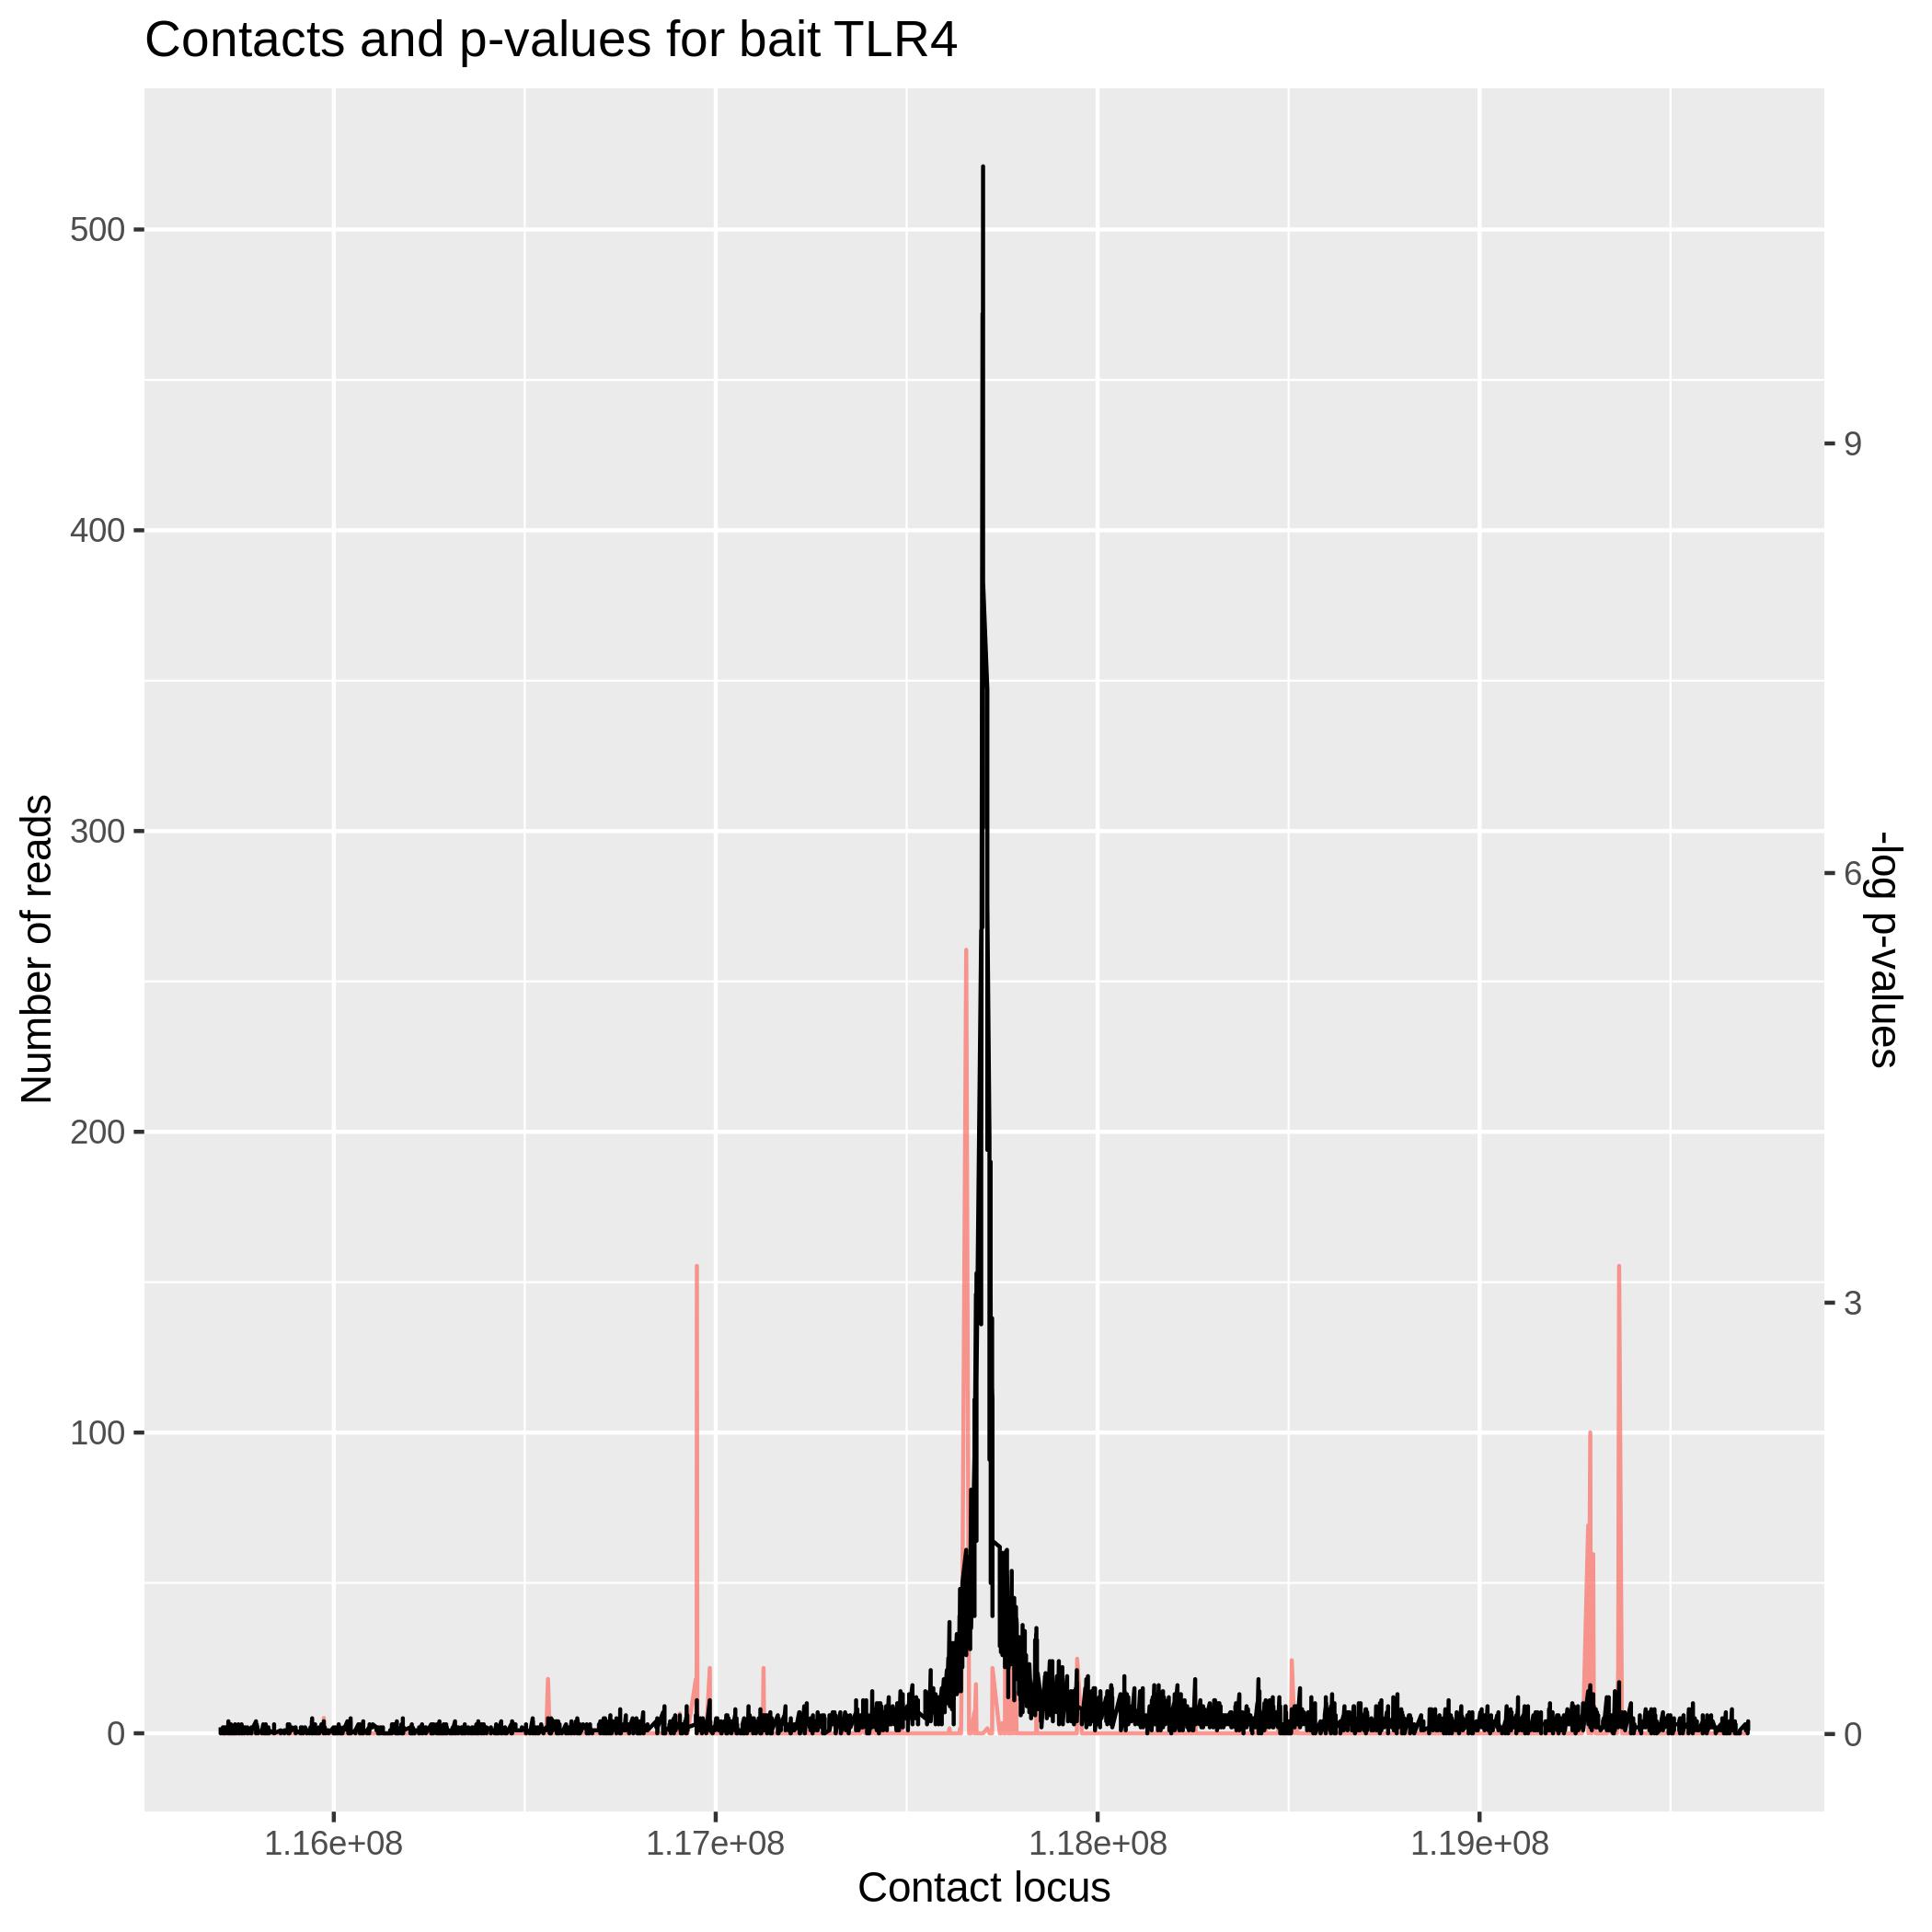 Contacts and p-values for bait TLR4
Number of reads
500
400
300
200
100
0
9
6
3
0
-log p-values
1.16e+08 1.17e+08 1.18e+08 1.19e+08
Contact locus